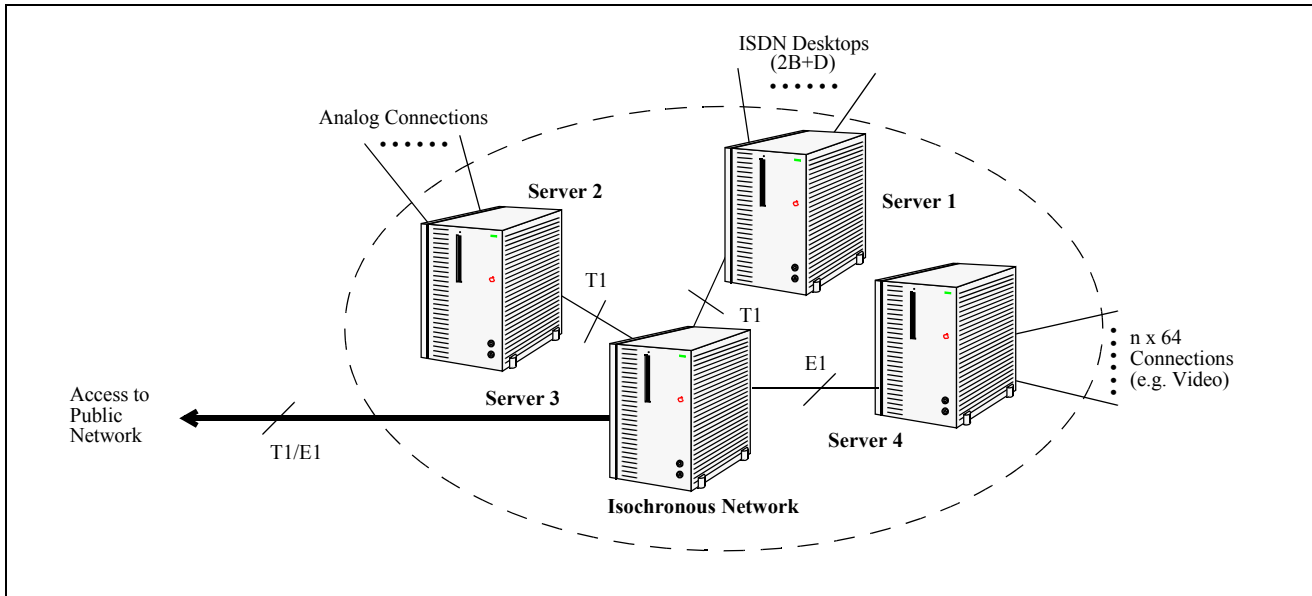 ISDN Desktops
(2B+D)
Analog Connections
Server 2
Server 1
T1
T1
E1
n x 64
Connections
(e.g. Video)
Server 3
Access to
Public
Network
T1/E1
Server 4
Isochronous Network